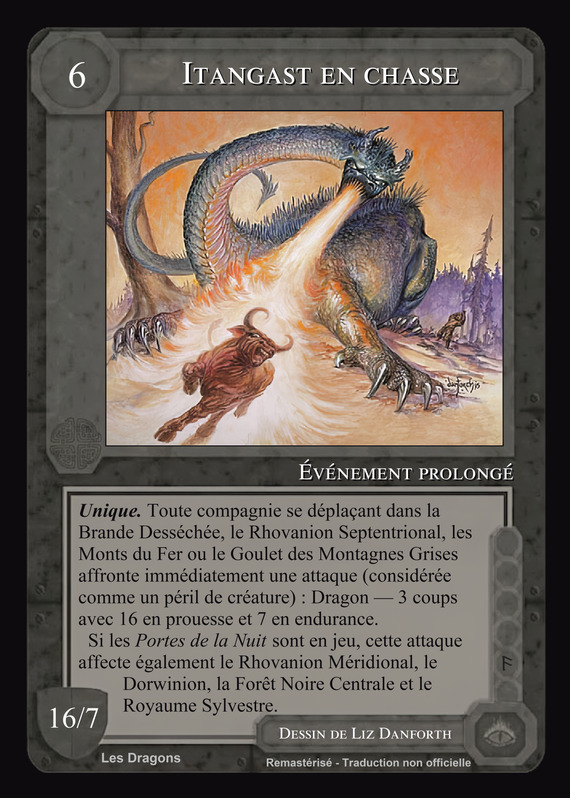 6
Itangast en chasse
danforth 95
Événement prolongé
Unique. Toute compagnie se déplaçant dans la
Brande Desséchée, le Rhovanion Septentrional, les
Monts du Fer ou le Goulet des Montagnes Grises
affronte immédiatement une attaque (considérée
comme un péril de créature) : Dragon — 3 coups
avec 16 en prouesse et 7 en endurance.
Si les Portes de la Nuit sont en jeu, cette attaque
affecte également le Rhovanion Méridional, le
Dorwinion, la Forêt Noire Centrale et le
Royaume Sylvestre.
16/7
Dessin de Liz Danforth
Les Dragons
Remastérisé - Traduction non officielle